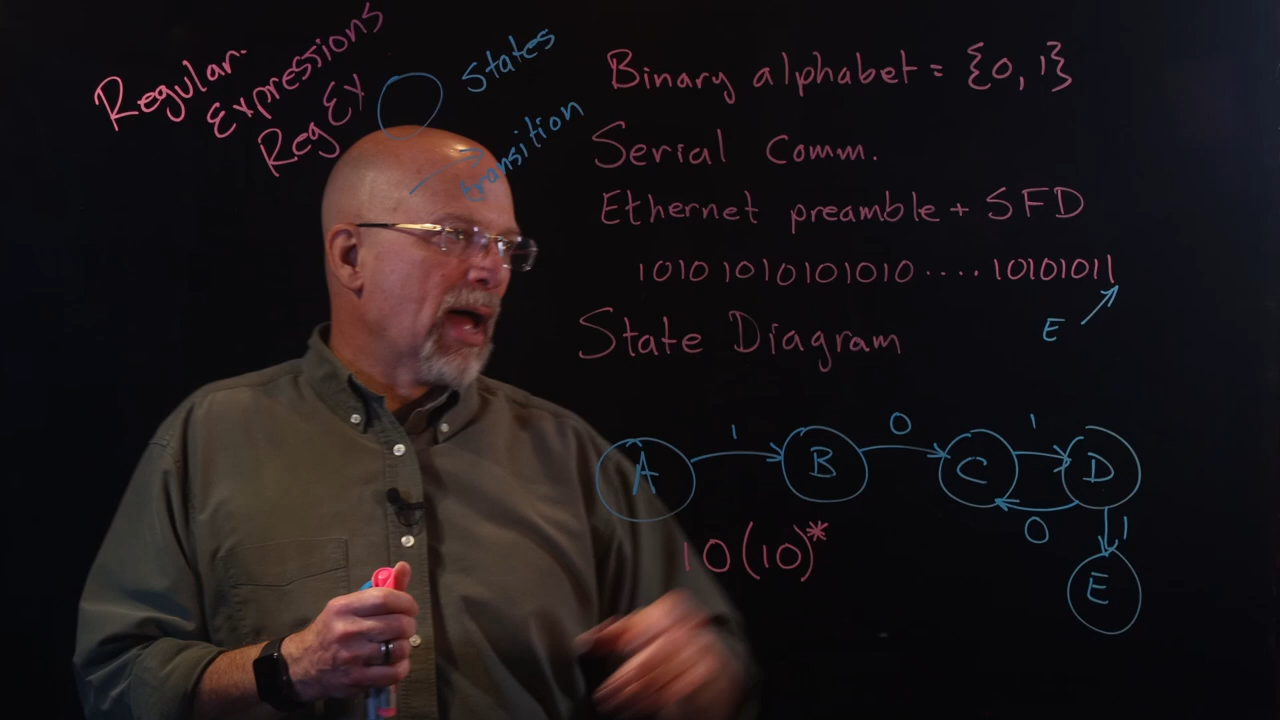 Regular
Expressions
RegEx
States
transition
Binary alphabet = {0, 1}
Serial Comm.
Ethernet preamble + SFD
1010 1010101010 .... 10101011
E
State Diagram
A 1 B 0 C 1 D
0 1
10(10)*
E